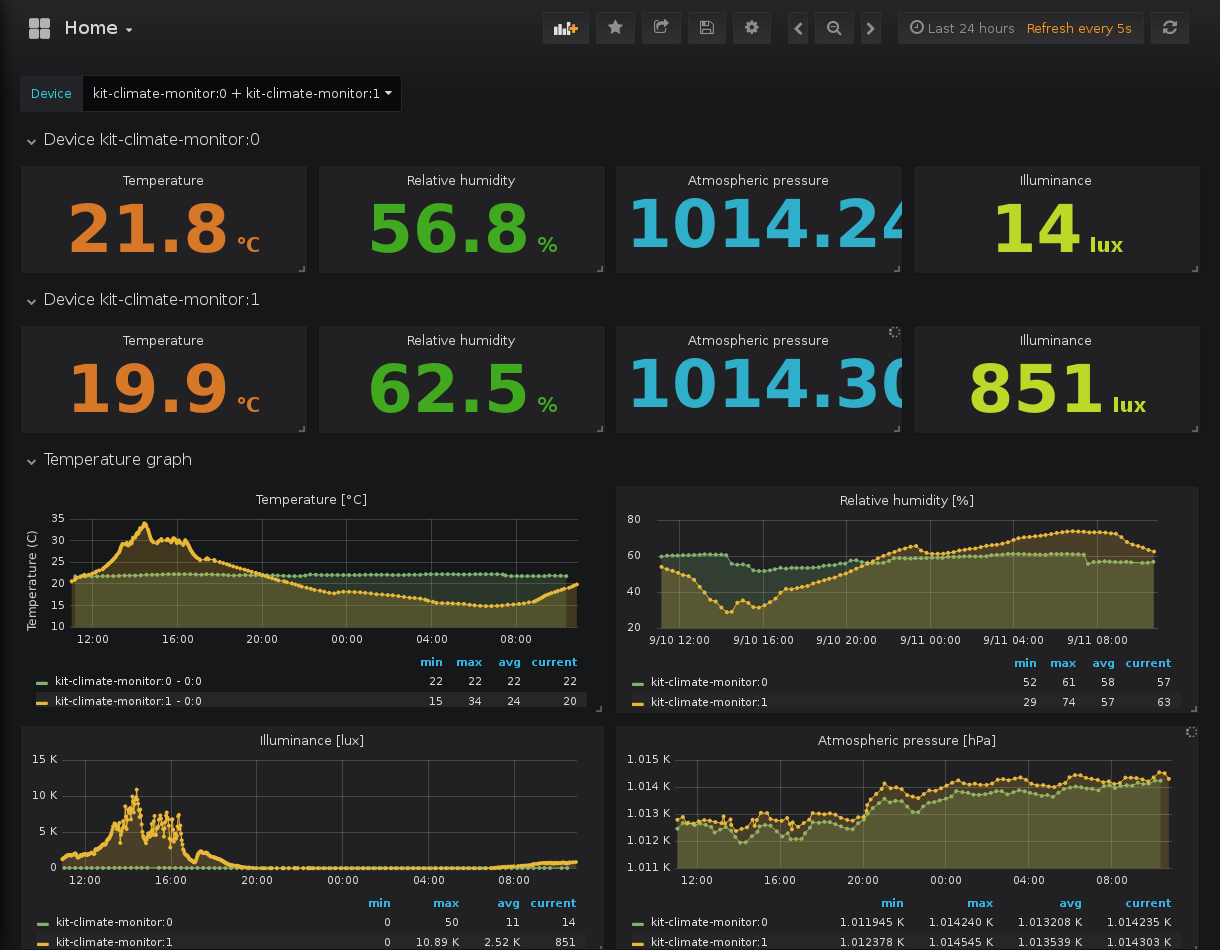 Home
Last 24 hours Refresh every 5s
Device kit-climate-monitor:0 + kit-climate-monitor:1
Device kit-climate-monitor:0
Temperature Relative humidity Atmospheric pressure Illuminance
21.8 °C 56.8 % 1014.24 14 lux
Device kit-climate-monitor:1
Temperature Relative humidity Atmospheric pressure Illuminance
19.9 °C 62.5 % 1014.30 851 lux
Temperature graph
Temperature [°C]
Temperature (C)
35
30
25
20
15
10
12:00 16:00 20:00 00:00 04:00 08:00
min max avg current
kit-climate-monitor:0 - 0:0 22 22 22 22
kit-climate-monitor:1 - 0:0 15 34 24 20
Relative humidity [%]
80
60
40
20
9/10 12:00 9/10 16:00 9/10 20:00 9/11 00:00 9/11 04:00 9/11 08:00
min max avg current
kit-climate-monitor:0 52 61 58 57
kit-climate-monitor:1 29 74 57 63
Illuminance [lux]
15 K
10 K
5 K
0
12:00 16:00 20:00 00:00 04:00 08:00
min max avg current
kit-climate-monitor:0 0 50 11 14
kit-climate-monitor:1 0 10.89 K 2.52 K 851
Atmospheric pressure [hPa]
1.015 K
1.014 K
1.013 K
1.012 K
1.011 K
12:00 16:00 20:00 00:00 04:00 08:00
min max avg current
kit-climate-monitor:0 1.011945 K 1.014240 K 1.013208 K 1.014235 K
kit-climate-monitor:1 1.012378 K 1.014545 K 1.013539 K 1.014303 K